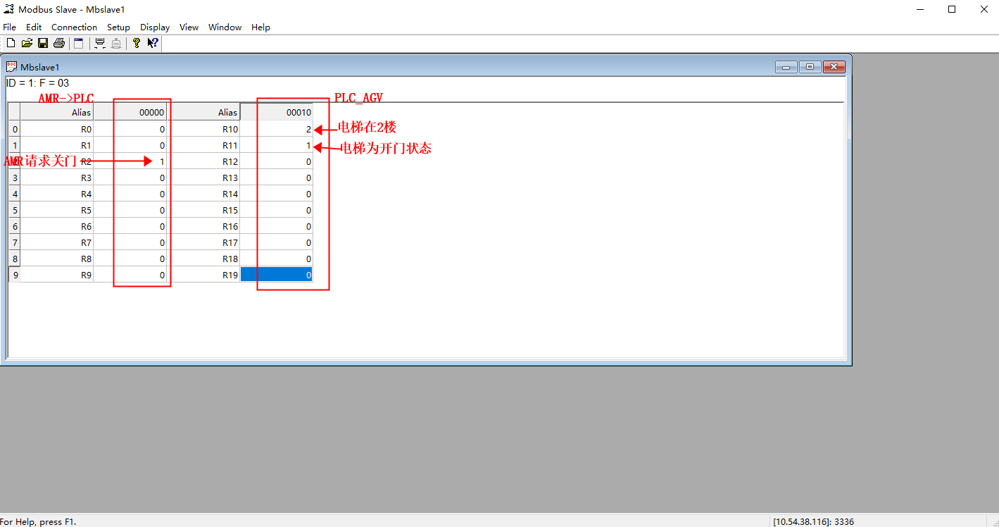 Modbus Slave - Mbslave1
File Edit Connection Setup Display View Window Help
Mbslave1
ID = 1: F = 03
AMR->PLC PLC_AGV
Alias 00000 Alias 00010
0 R0 0 R10 2 电梯在2楼
1 R1 0 R11 1 电梯为开门状态
AMR请求关门 R2 1 R12 0
3 R3 0 R13 0
4 R4 0 R14 0
5 R5 0 R15 0
6 R6 0 R16 0
7 R7 0 R17 0
8 R8 0 R18 0
9 R9 0 R19 0
For Help, press F1. [10.54.38.116]: 3336